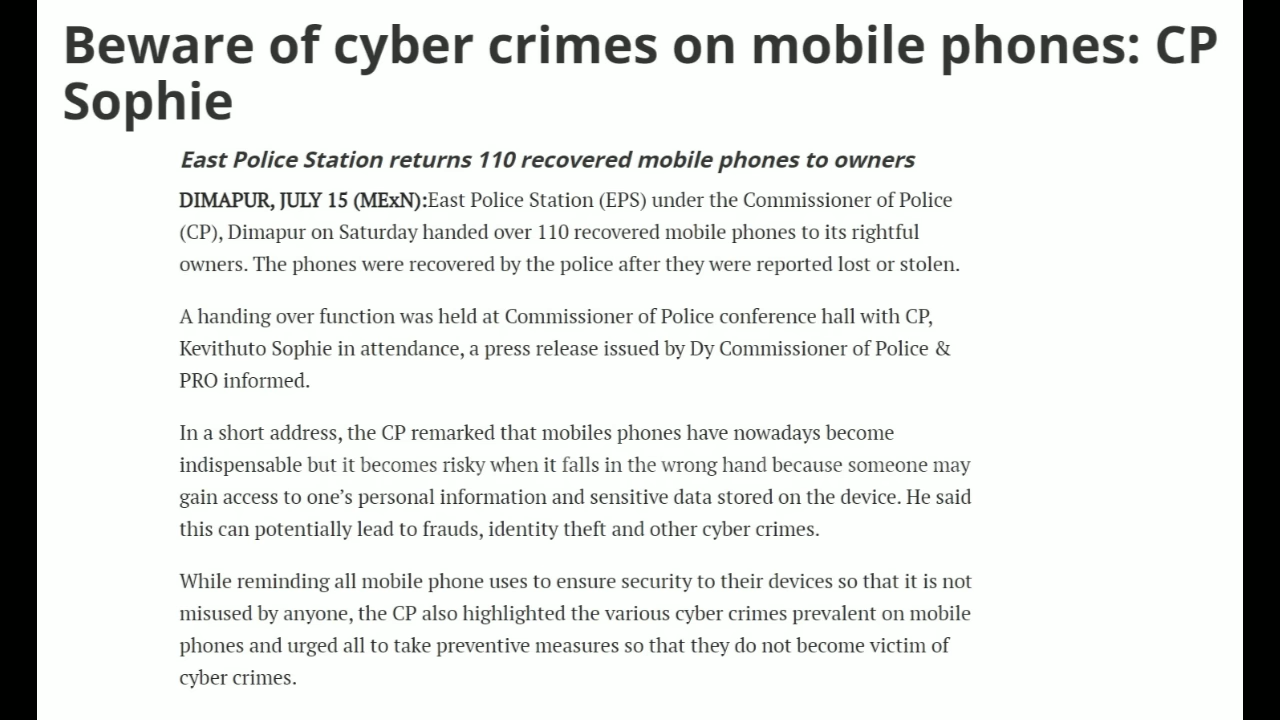 Beware of cyber crimes on mobile phones: CP
Sophie
East Police Station returns 110 recovered mobile phones to owners
DIMAPUR, JULY 15 (MExN):East Police Station (EPS) under the Commissioner of Police
(CP), Dimapur on Saturday handed over 110 recovered mobile phones to its rightful
owners. The phones were recovered by the police after they were reported lost or stolen.
A handing over function was held at Commissioner of Police conference hall with CP,
Kevithuto Sophie in attendance, a press release issued by Dy Commissioner of Police &
PRO informed.
In a short address, the CP remarked that mobiles phones have nowadays become
indispensable but it becomes risky when it falls in the wrong hand because someone may
gain access to one’s personal information and sensitive data stored on the device. He said
this can potentially lead to frauds, identity theft and other cyber crimes.
While reminding all mobile phone uses to ensure security to their devices so that it is not
misused by anyone, the CP also highlighted the various cyber crimes prevalent on mobile
phones and urged all to take preventive measures so that they do not become victim of
cyber crimes.